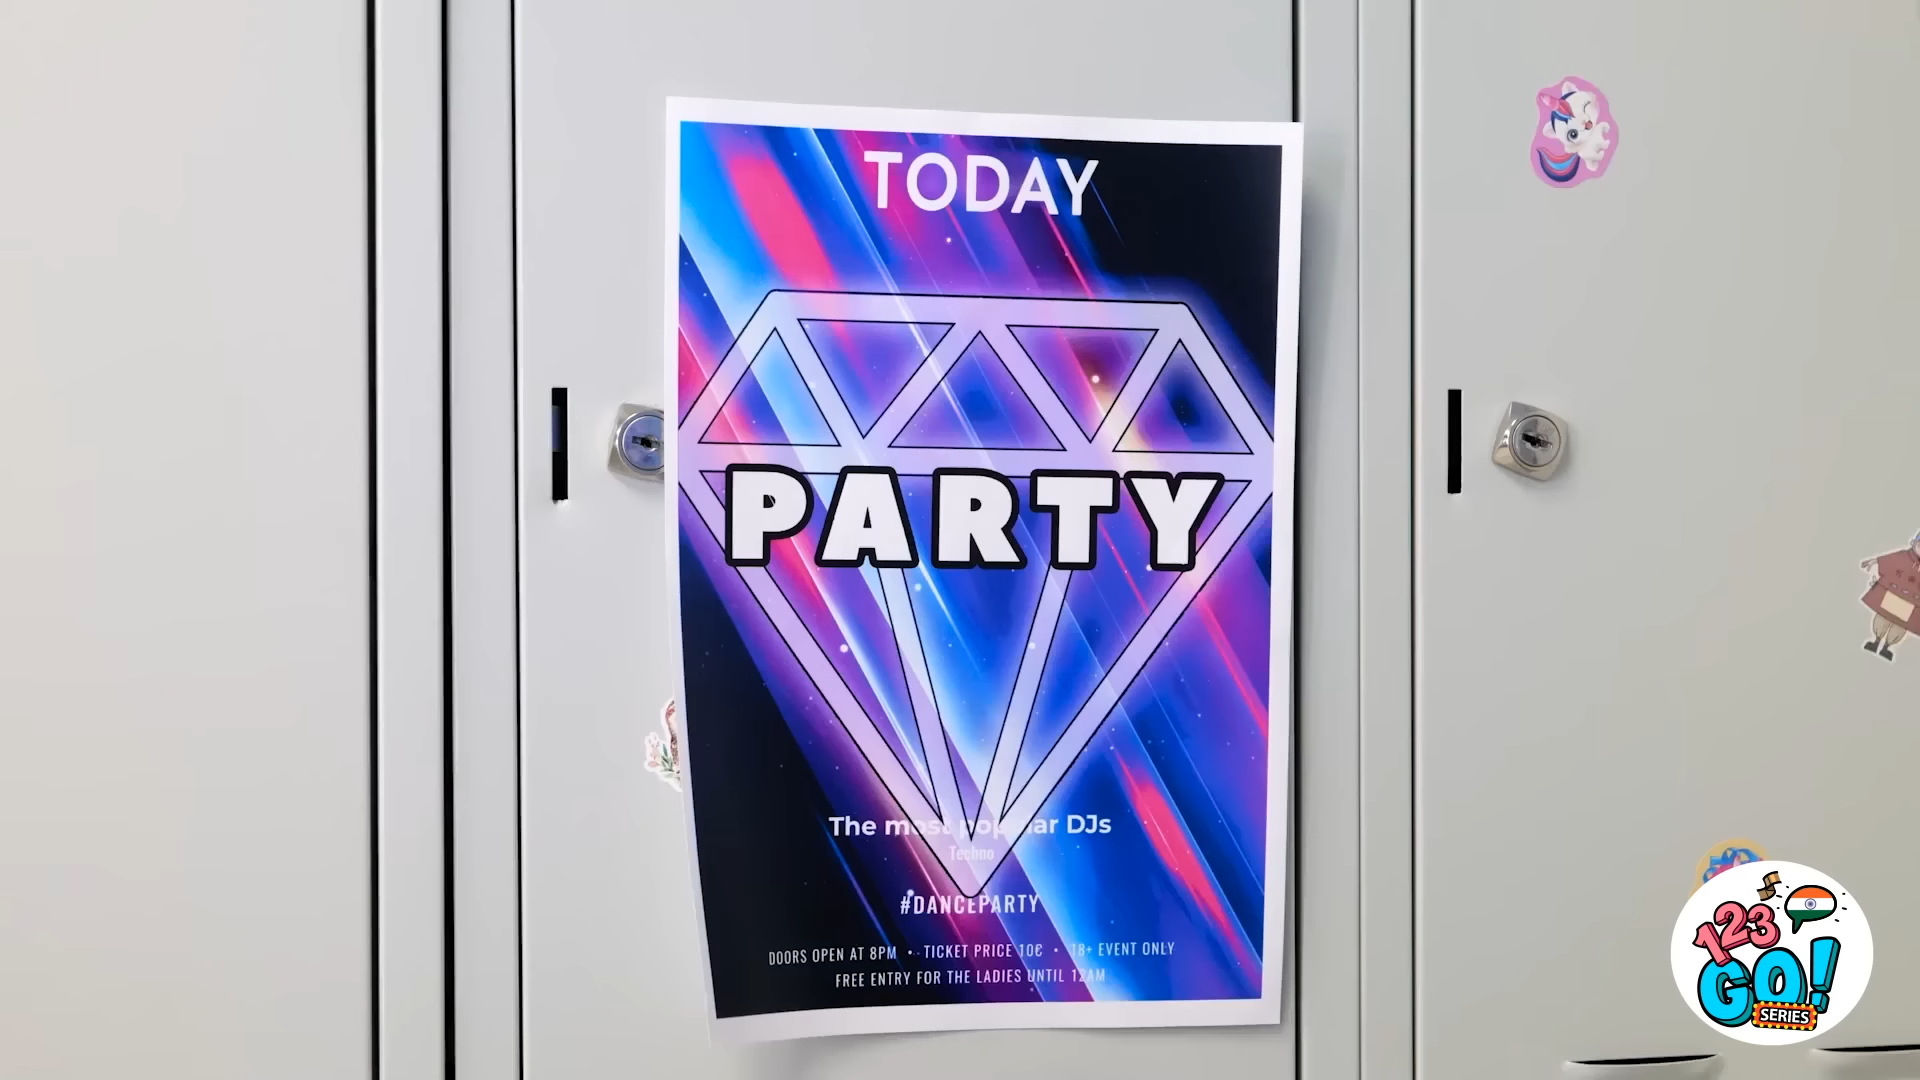 TODAY
PARTY
The most popular DJs
Techno
#DANCEPARTY
DOORS OPEN AT 8PM • TICKET PRICE 10€ • 18+ EVENT ONLY
FREE ENTRY FOR THE LADIES UNTIL 12AM
123
GO!
SERIES